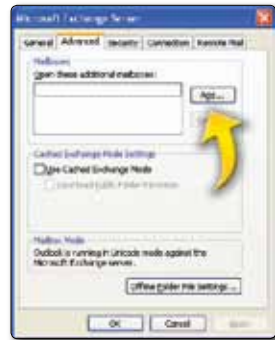 Microsoft Exchange Server
General Advanced Security Connection Remote Mail
Mailboxes
Open these additional mailboxes:
Add...
Cached Exchange Mode Settings
Use Cached Exchange Mode
Mailbox Mode
Outlook is running in Unicode mode against the
Microsoft Exchange server.
Offline Folder File Settings...
OK Cancel Apply